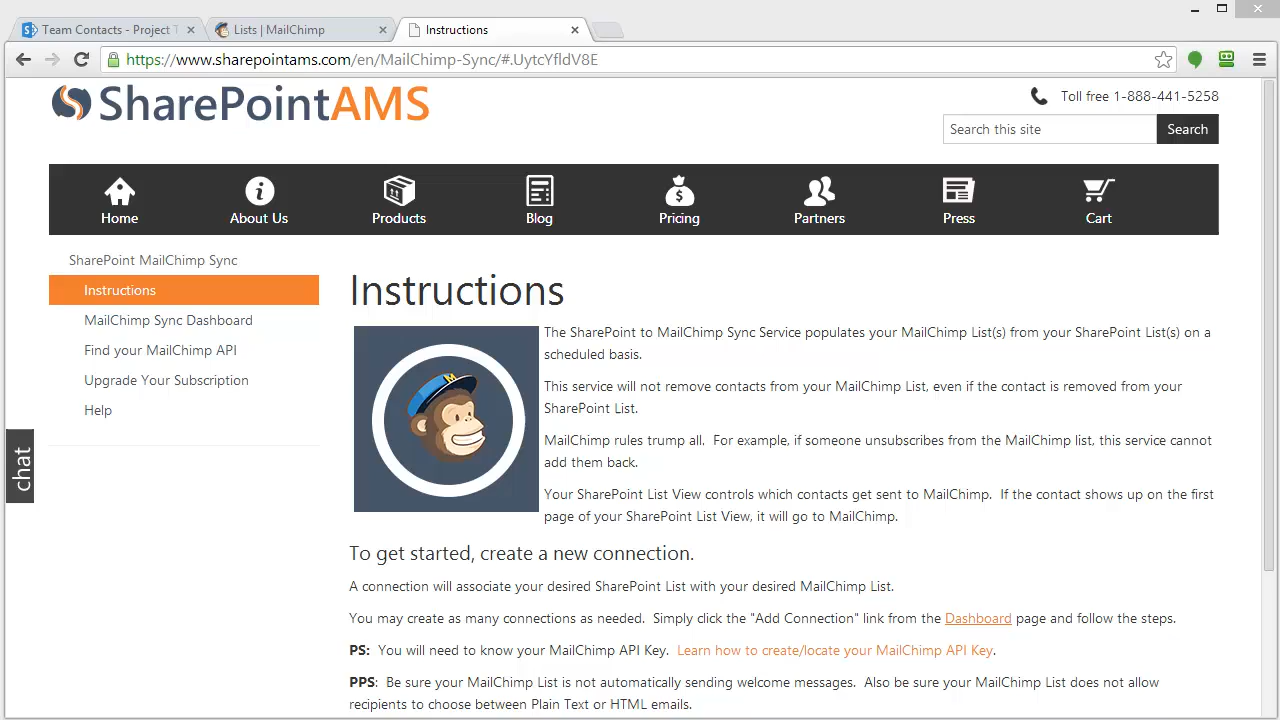 Team Contacts - Project T
Lists | MailChimp
Instructions
https://www.sharepointams.com/en/MailChimp-Sync/#.UytcYfldV8E
SharePointAMS
Toll free 1-888-441-5258
Search this site
Search
Home
About Us
Products
Blog
Pricing
Partners
Press
Cart
SharePoint MailChimp Sync
Instructions
MailChimp Sync Dashboard
Find your MailChimp API
Upgrade Your Subscription
Help
chat
Instructions
The SharePoint to MailChimp Sync Service populates your MailChimp List(s) from your SharePoint List(s) on a
scheduled basis.
This service will not remove contacts from your MailChimp List, even if the contact is removed from your
SharePoint List.
MailChimp rules trump all.  For example, if someone unsubscribes from the MailChimp list, this service cannot
add them back.
Your SharePoint List View controls which contacts get sent to MailChimp.  If the contact shows up on the first
page of your SharePoint List View, it will go to MailChimp.
To get started, create a new connection.
A connection will associate your desired SharePoint List with your desired MailChimp List.
You may create as many connections as needed.  Simply click the "Add Connection" link from the Dashboard page and follow the steps.
PS:  You will need to know your MailChimp API Key.  Learn how to create/locate your MailChimp API Key.
PPS:  Be sure your MailChimp List is not automatically sending welcome messages.  Also be sure your MailChimp List does not allow
recipients to choose between Plain Text or HTML emails.